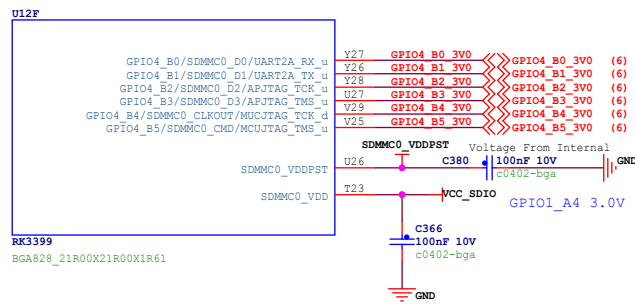 U12F
GPIO4_B0/SDMMC0_D0/UART2A_RX_u Y27 GPIO4_B0_3V0 GPIO4_B0_3V0 (6)
GPIO4_B1/SDMMC0_D1/UART2A_TX_u Y26 GPIO4_B1_3V0 GPIO4_B1_3V0 (6)
GPIO4_B2/SDMMC0_D2/APJTAG_TCK_u Y28 GPIO4_B2_3V0 GPIO4_B2_3V0 (6)
GPIO4_B3/SDMMC0_D3/APJTAG_TMS_u U27 GPIO4_B3_3V0 GPIO4_B3_3V0 (6)
GPIO4_B4/SDMMC0_CLKOUT/MUCJTAG_TCK_d V29 GPIO4_B4_3V0 GPIO4_B4_3V0 (6)
GPIO4_B5/SDMMC0_CMD/MCUJTAG_TMS_u V25 GPIO4_B5_3V0 GPIO4_B5_3V0 (6)
SDMMC0_VDDPST Voltage From Internal
SDMMC0_VDDPST U26 C380 100nF 10V GND
c0402-bga
SDMMC0_VDD T23 VCC_SDIO
GPIO1_A4 3.0V
C366
RK3399 100nF 10V
BGA828_21R00X21R00X1R61 c0402-bga
GND